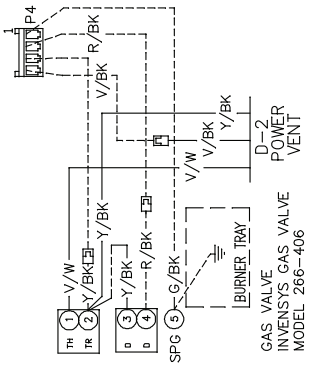 1
P4
R/BK
V/BK
Y/BK
V/BK
V/W
D-2
POWER
VENT
V/W
Y/BK
Y/BK
Y/BK
R/BK
G/BK
BURNER TRAY
GAS VALVE
INVENSYS GAS VALVE
MODEL 266-406
1
2
3
4
5
TH
TR
D
D
SPG